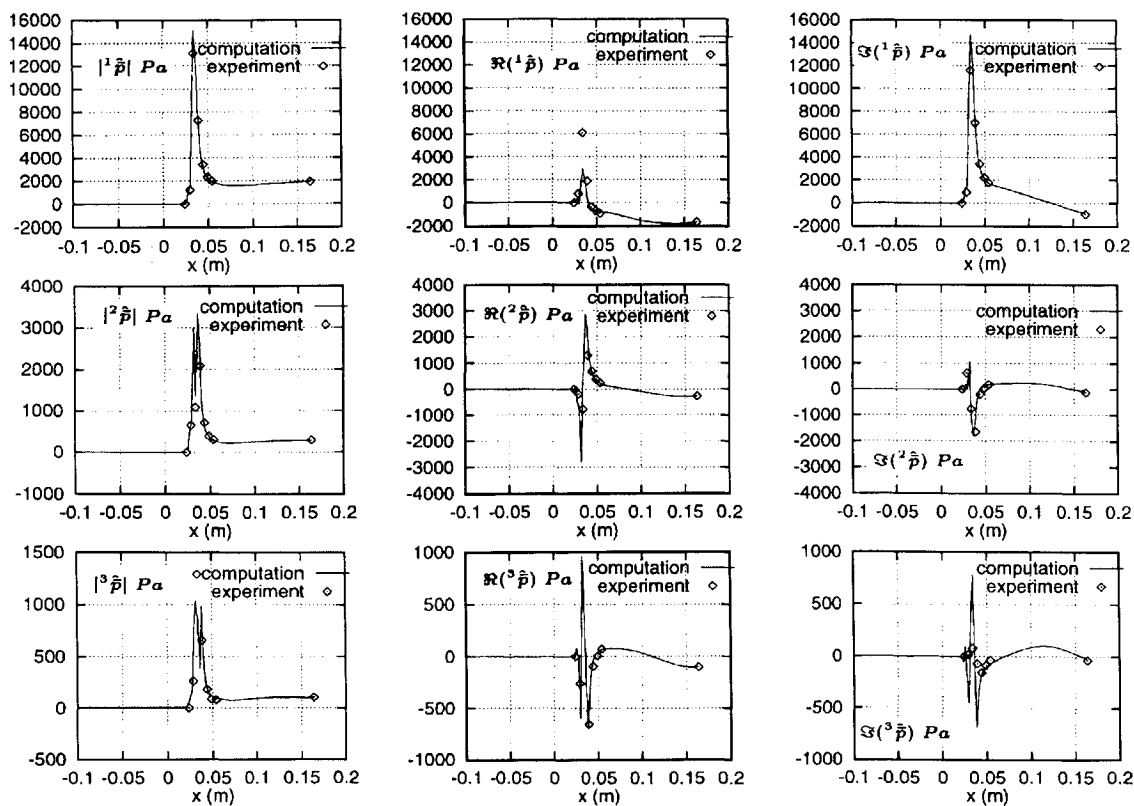 16000 14000 12000 10000 8000 6000 4000 2000 0 -2000
|¹p̃̂| Pa
computation
experiment
-0.1 -0.05 0 0.05 0.1 0.15 0.2
x (m)
16000 14000 12000 10000 8000 6000 4000 2000 0 -2000
ℜ(¹p̃̂) Pa
computation
experiment
-0.1 -0.05 0 0.05 0.1 0.15 0.2
x (m)
16000 14000 12000 10000 8000 6000 4000 2000 0 -2000
ℑ(¹p̃̂) Pa
computation
experiment
-0.1 -0.05 0 0.05 0.1 0.15 0.2
x (m)
4000 3000 2000 1000 0 -1000
|²p̃̂| Pa
computation
experiment
-0.1 -0.05 0 0.05 0.1 0.15 0.2
x (m)
4000 3000 2000 1000 0 -1000 -2000 -3000 -4000
ℜ(²p̃̂) Pa
computation
experiment
-0.1 -0.05 0 0.05 0.1 0.15 0.2
x (m)
4000 3000 2000 1000 0 -1000 -2000 -3000 -4000
computation
experiment
ℑ(²p̃̂) Pa
-0.1 -0.05 0 0.05 0.1 0.15 0.2
x (m)
1500 1000 500 0 -500
|³p̃̂| Pa
computation
experiment
-0.1 -0.05 0 0.05 0.1 0.15 0.2
x (m)
1000 500 0 -500 -1000
ℜ(³p̃̂) Pa
computation
experiment
-0.1 -0.05 0 0.05 0.1 0.15 0.2
x (m)
1000 500 0 -500 -1000
computation
experiment
ℑ(³p̃̂) Pa
-0.1 -0.05 0 0.05 0.1 0.15 0.2
x (m)